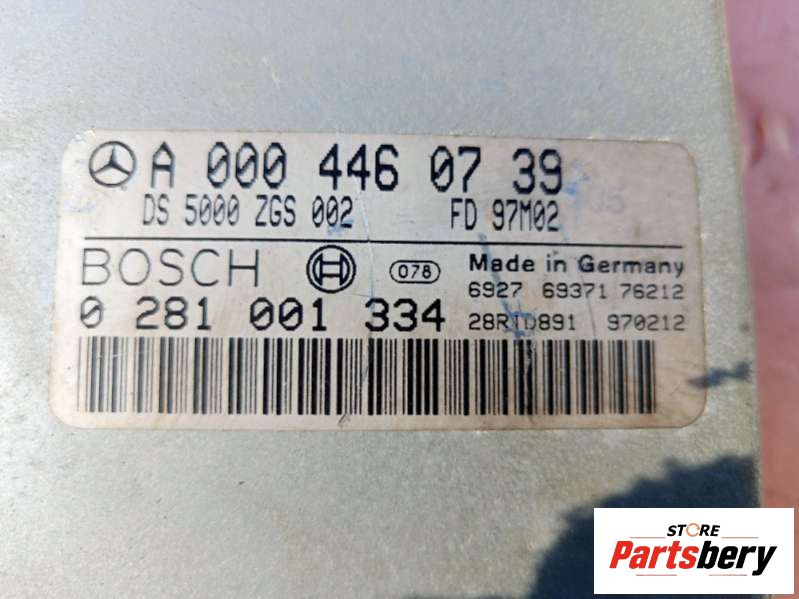 A 000 446 07 39
DS 5000 ZGS 002 FD 97M02
BOSCH 078 Made in Germany
6927 69371 76212
0 281 001 334 28RTD891 970212
STORE
Partsbery